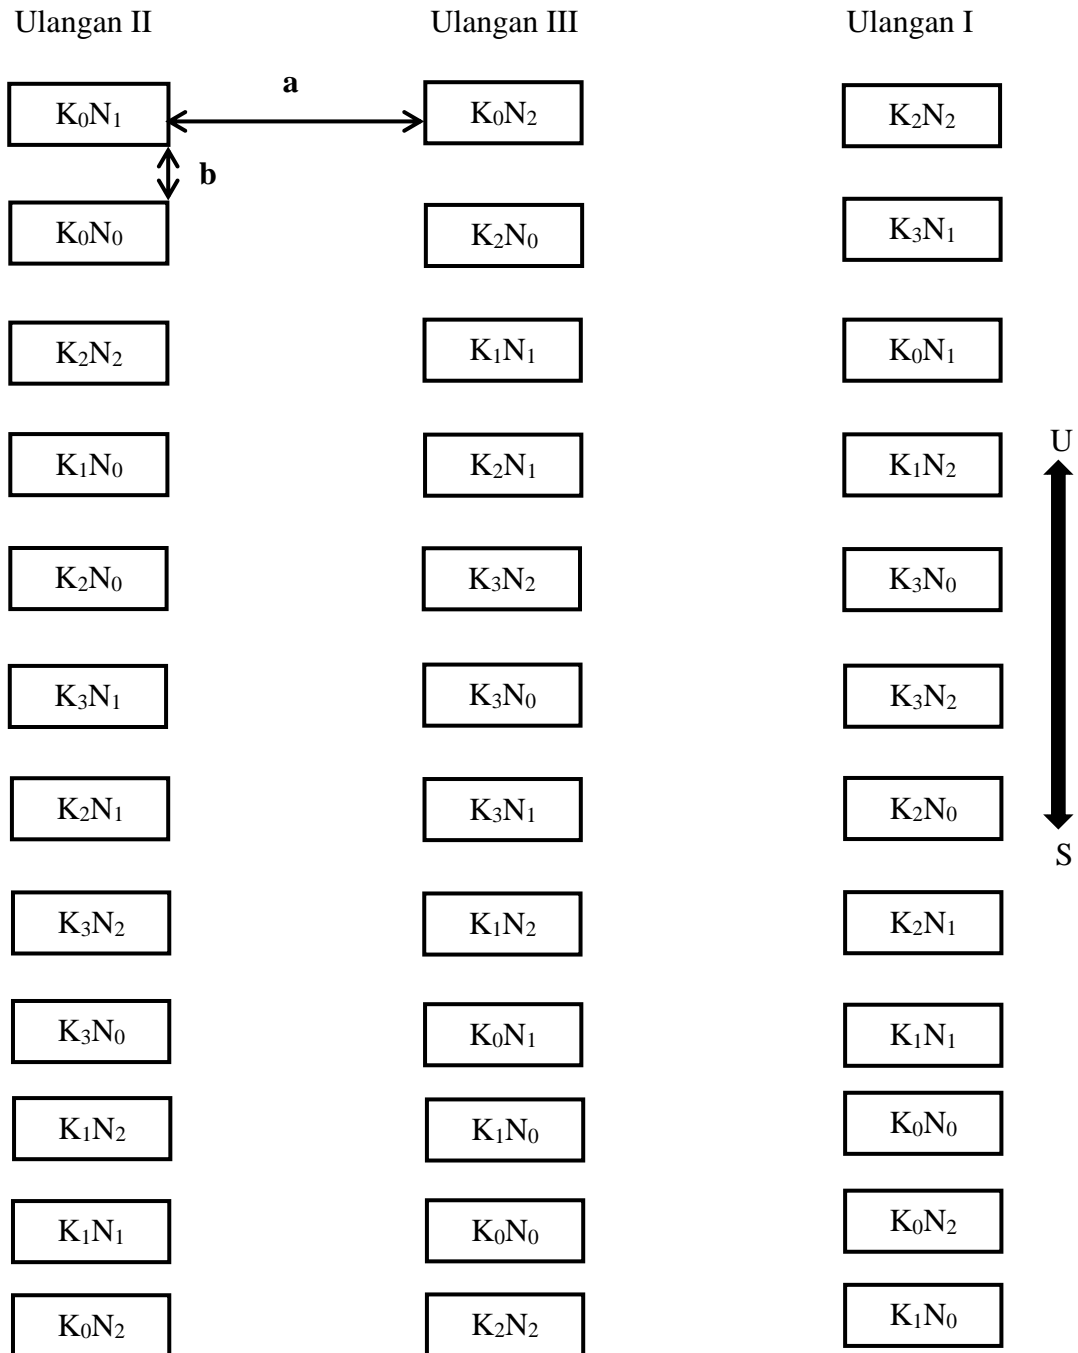 Ulangan II Ulangan III Ulangan I
a
K₀N₁ K₀N₂ K₂N₂
b
K₀N₀ K₂N₀ K₃N₁
K₂N₂ K₁N₁ K₀N₁
U
K₁N₀ K₂N₁ K₁N₂
K₂N₀ K₃N₂ K₃N₀
K₃N₁ K₃N₀ K₃N₂
K₂N₁ K₃N₁ K₂N₀
S
K₃N₂ K₁N₂ K₂N₁
K₃N₀ K₀N₁ K₁N₁
K₁N₂ K₁N₀ K₀N₀
K₁N₁ K₀N₀ K₀N₂
K₀N₂ K₂N₂ K₁N₀